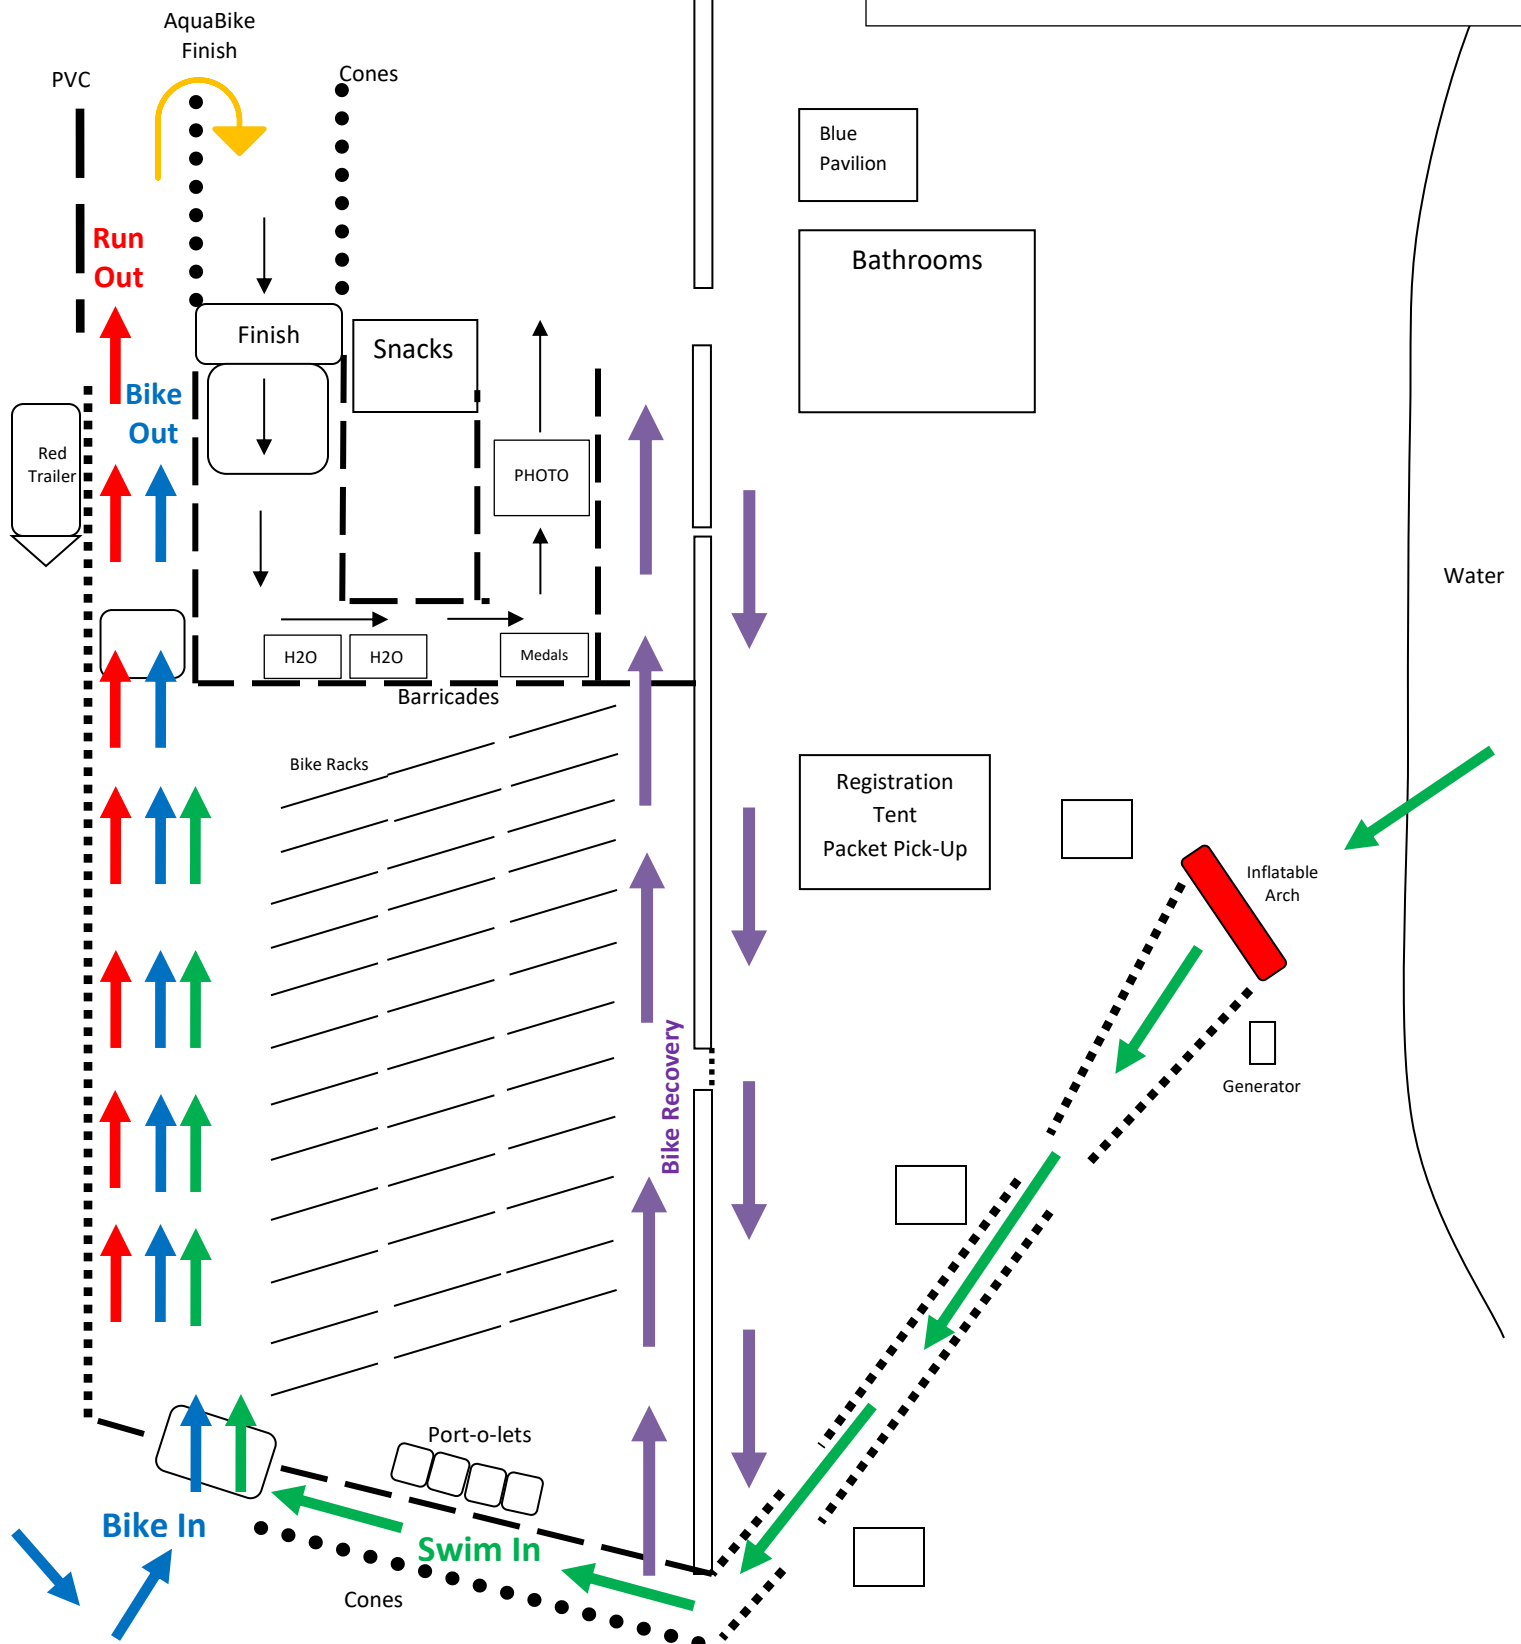 AquaBike
Finish
PVC
Cones
Blue
Pavilion
Run
Out
Bathrooms
Finish
Snacks
Bike
Out
Red
Trailer
PHOTO
Water
H2O
H2O
Medals
Barricades
Bike Racks
Registration
Tent
Packet Pick-Up
Inflatable
Arch
Bike Recovery
Generator
Port-o-lets
Bike In
Swim In
Cones